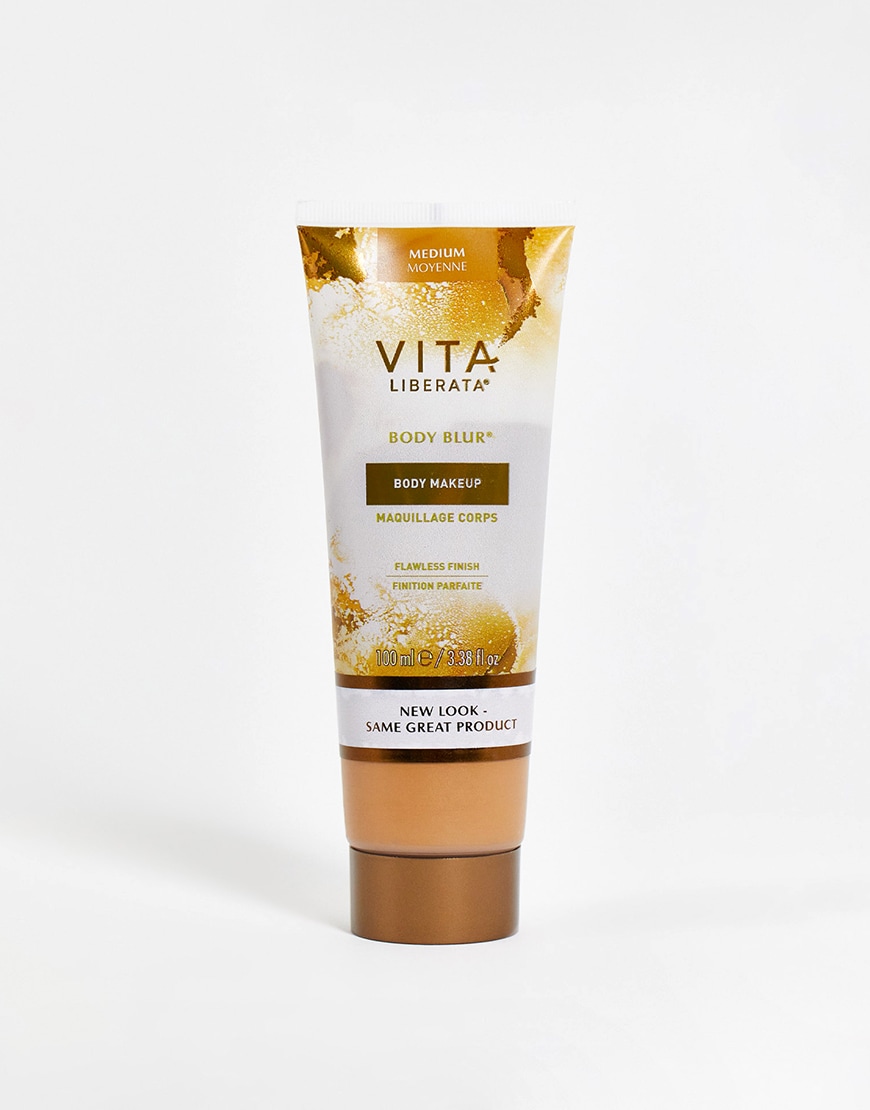 MEDIUM
MOYENNE
VITA
LIBERATA®
BODY BLUR®
BODY MAKEUP
MAQUILLAGE CORPS
FLAWLESS FINISH
FINITION PARFAITE
100 ml ℮ / 3.38 fl oz
NEW LOOK -
SAME GREAT PRODUCT